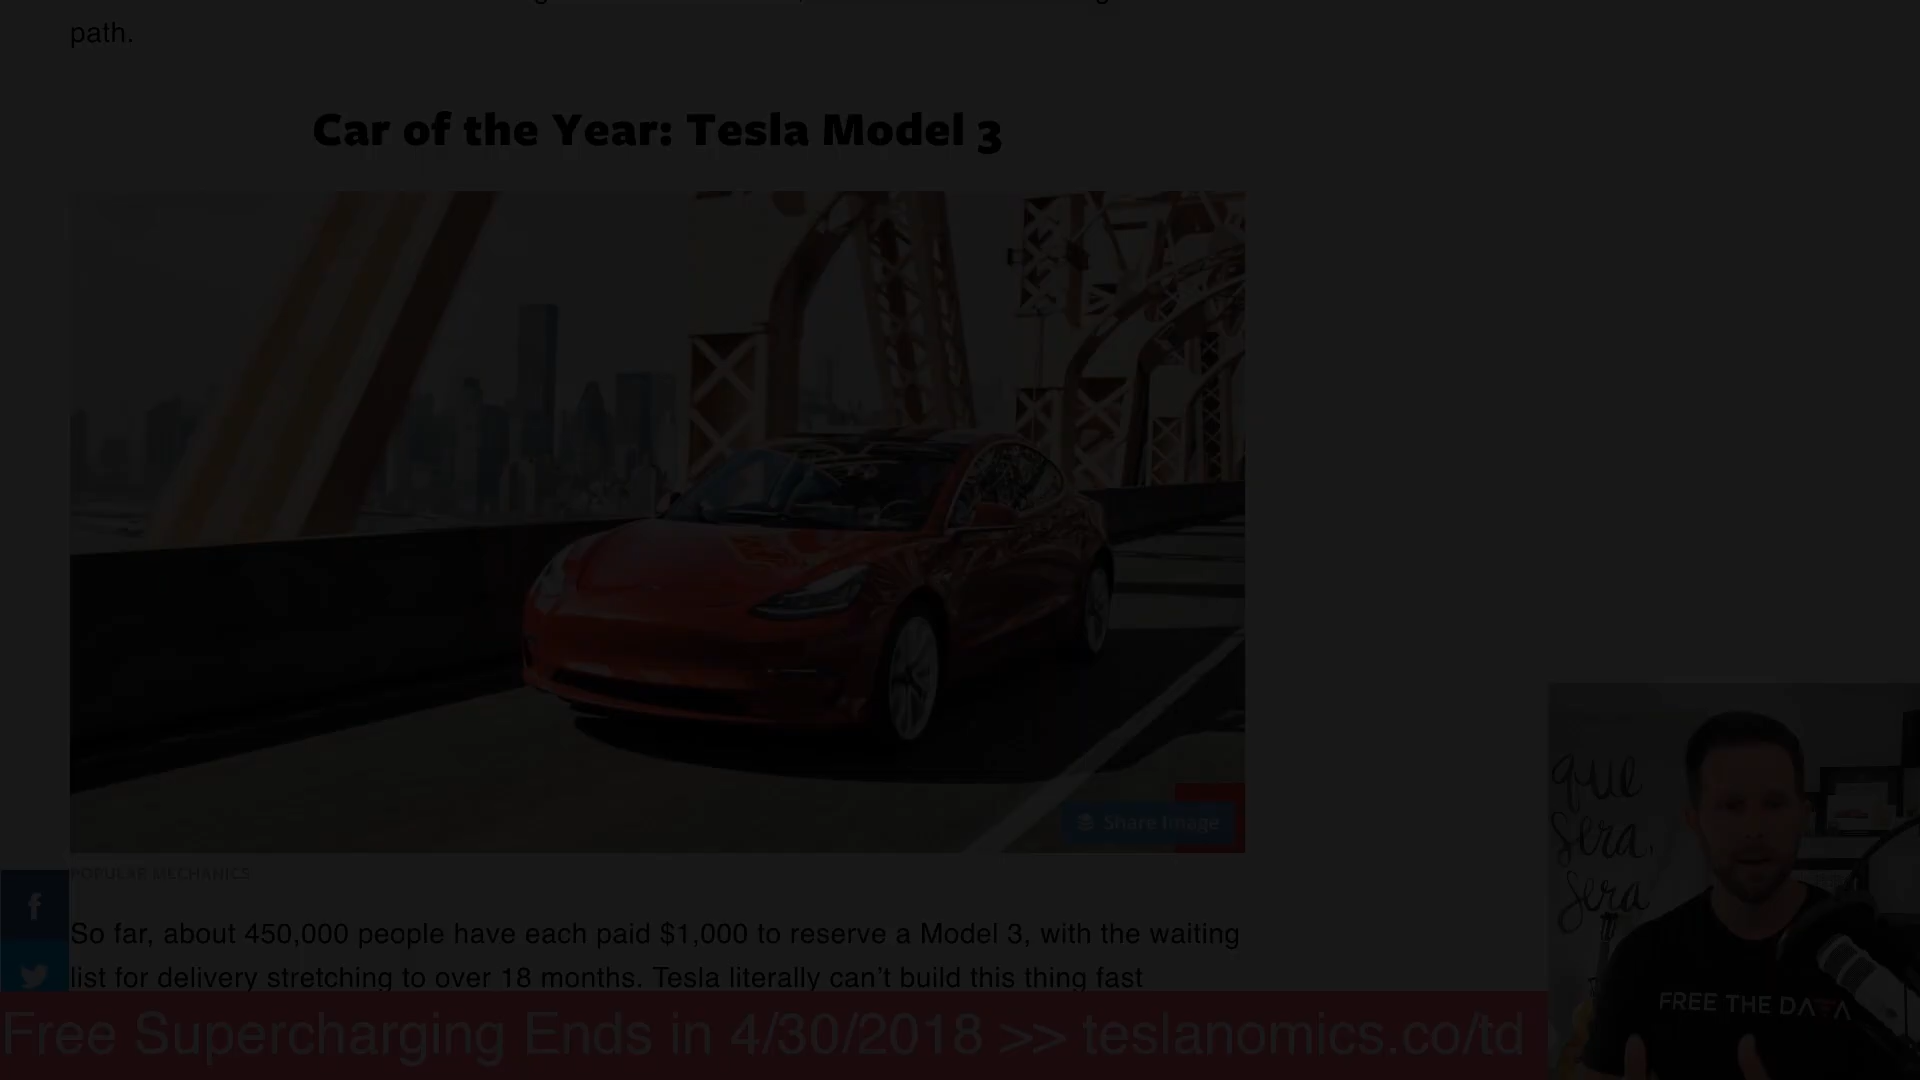 path.
Car of the Year: Tesla Model 3
Share Image
POPULAR MECHANICS
So far, about 450,000 people have each paid $1,000 to reserve a Model 3, with the waiting
list for delivery stretching to over 18 months. Tesla literally can’t build this thing fast
Free Supercharging Ends in 4/30/2018 >> teslanomics.co/td
que
sera,
sera
FREE THE DATA